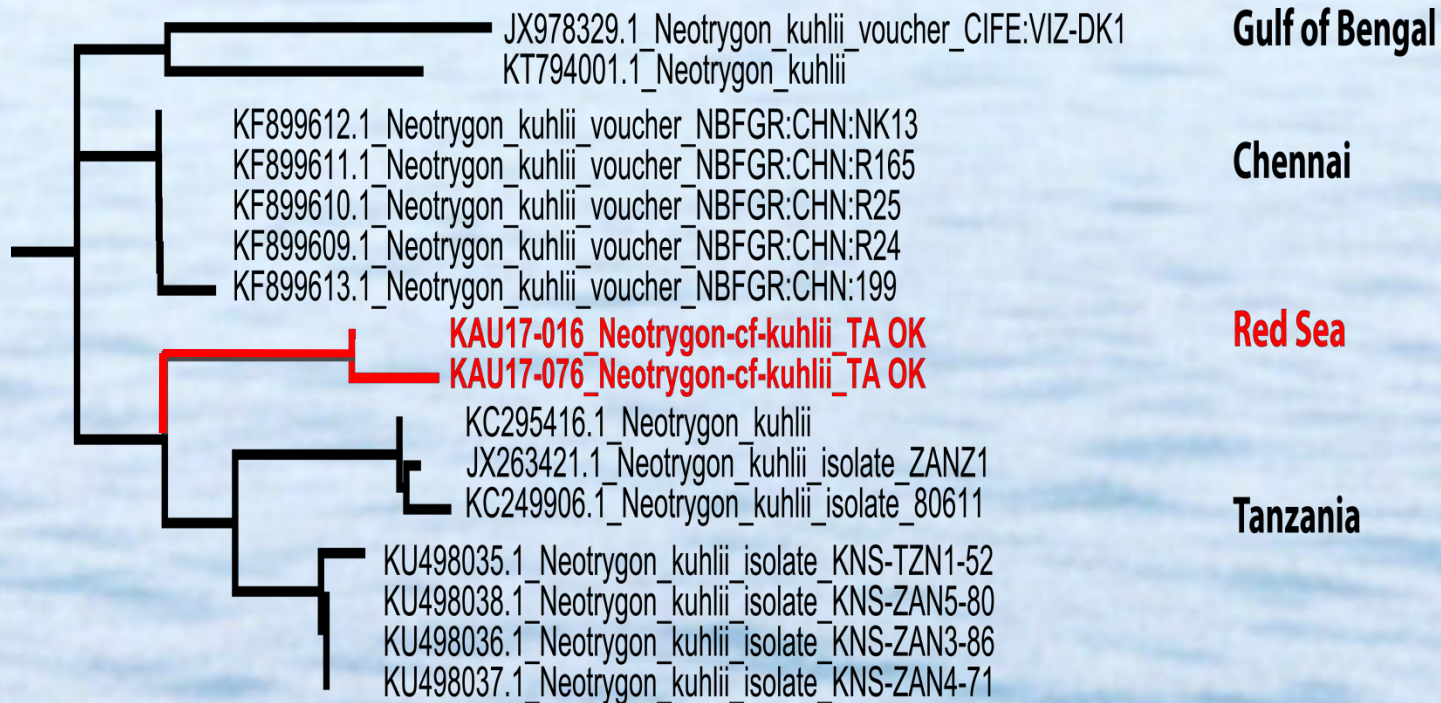 JX978329.1_Neotrygon_kuhlii_voucher_CIFE:VIZ-DK1
Gulf of Bengal
KT794001.1_Neotrygon_kuhlii
KF899612.1_Neotrygon_kuhlii_voucher_NBFGR:CHN:NK13
KF899611.1_Neotrygon_kuhlii_voucher_NBFGR:CHN:R165
Chennai
KF899610.1_Neotrygon_kuhlii_voucher_NBFGR:CHN:R25
KF899609.1_Neotrygon_kuhlii_voucher_NBFGR:CHN:R24
KF899613.1_Neotrygon_kuhlii_voucher_NBFGR:CHN:199
KAU17-016_Neotrygon-cf-kuhlii_TA OK
Red Sea
KAU17-076_Neotrygon-cf-kuhlii_TA OK
KC295416.1_Neotrygon_kuhlii
JX263421.1_Neotrygon_kuhlii_isolate_ZANZ1
KC249906.1_Neotrygon_kuhlii_isolate_80611
Tanzania
KU498035.1_Neotrygon_kuhlii_isolate_KNS-TZN1-52
KU498038.1_Neotrygon_kuhlii_isolate_KNS-ZAN5-80
KU498036.1_Neotrygon_kuhlii_isolate_KNS-ZAN3-86
KU498037.1_Neotrygon_kuhlii_isolate_KNS-ZAN4-71